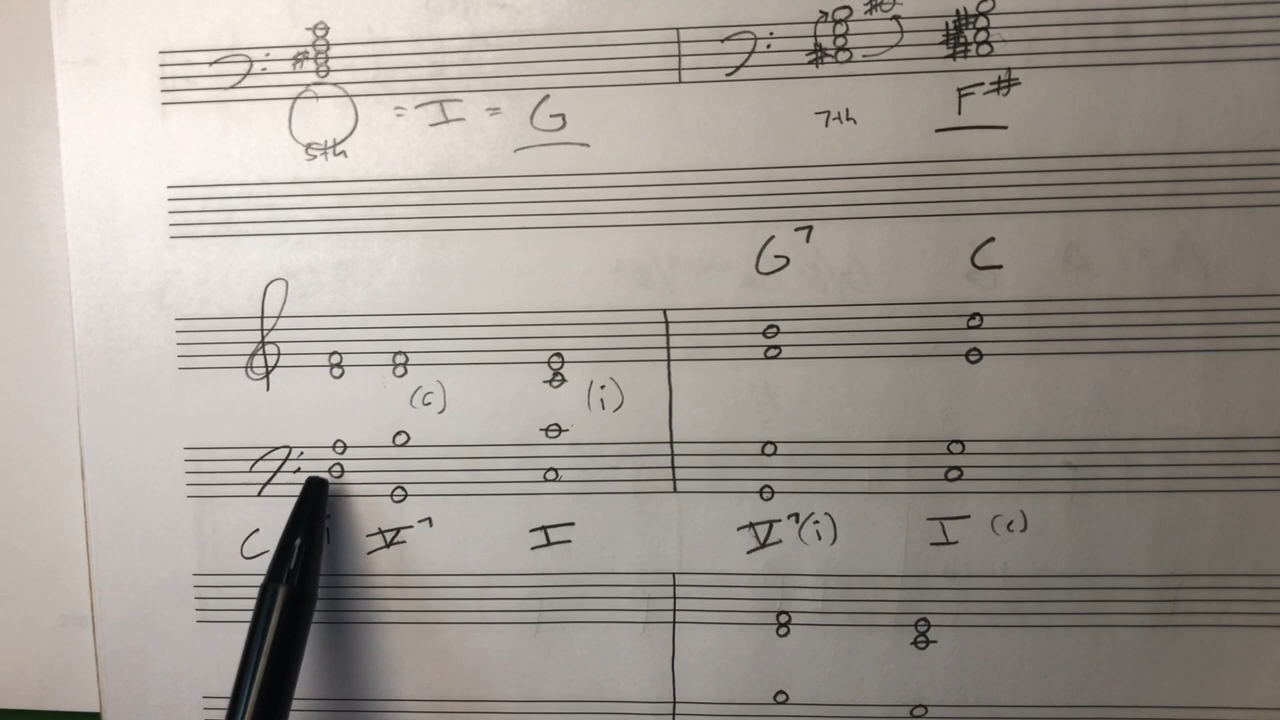 = I = G
5th
7th
F#
G7 C
(c) (i)
C V7 I V7(i) I (c)